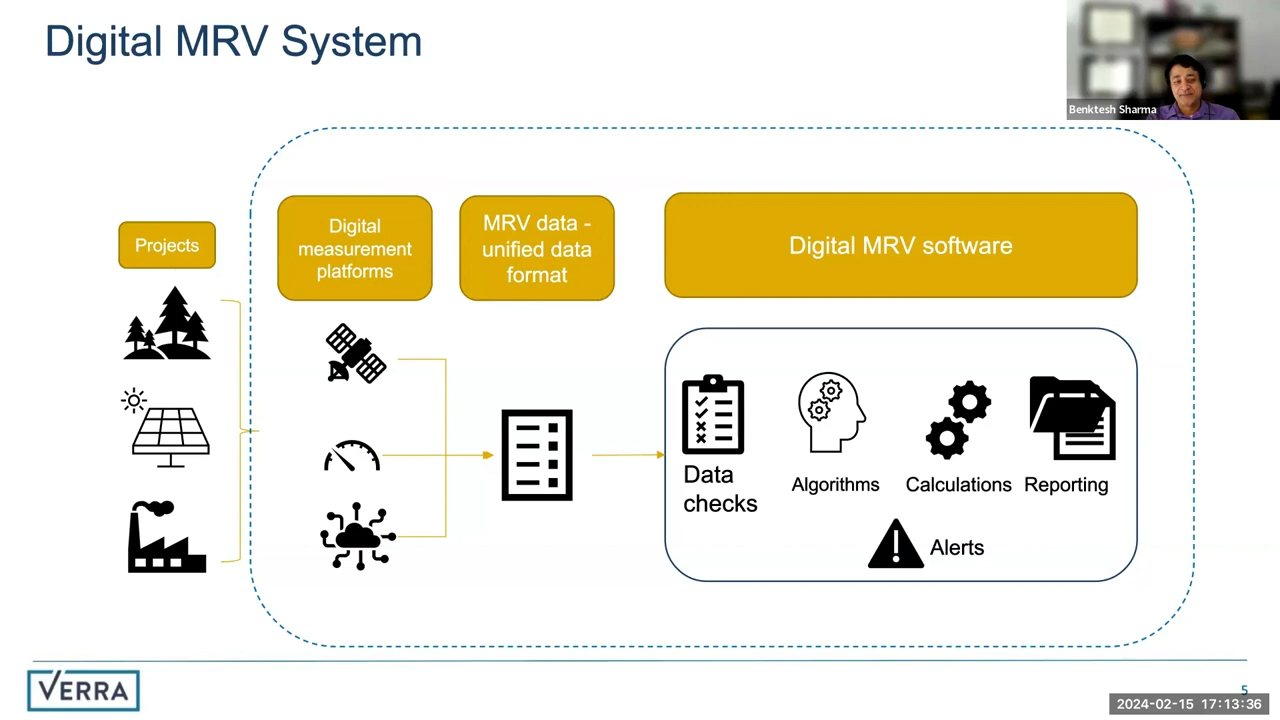 Digital MRV System
Benktesh Sharma
Projects
Digital
measurement
platforms
MRV data -
unified data
format
Digital MRV software
Data
checks
Algorithms
Calculations
Reporting
Alerts
VERRA
5
2024-02-15 17:13:36